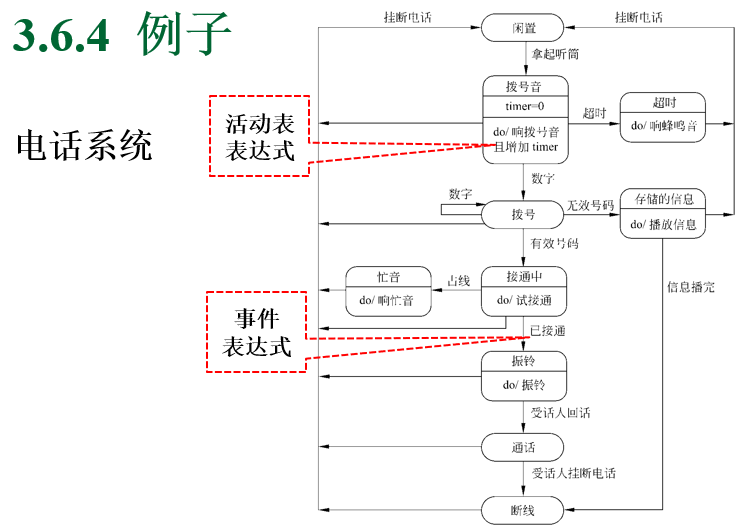 3.6.4 例子
电话系统
挂断电话
闲置
挂断电话
拿起听筒
拨号音
timer=0
do/ 响拨号音
且增加 timer
超时
超时
do/ 响蜂鸣音
活动表
表达式
数字
数字
拨号
无效号码
存储的信息
do/ 播放信息
有效号码
信息播完
忙音
do/ 响忙音
占线
接通中
do/ 试接通
事件
表达式
已接通
振铃
do/ 振铃
受话人回话
通话
受话人挂断电话
断线